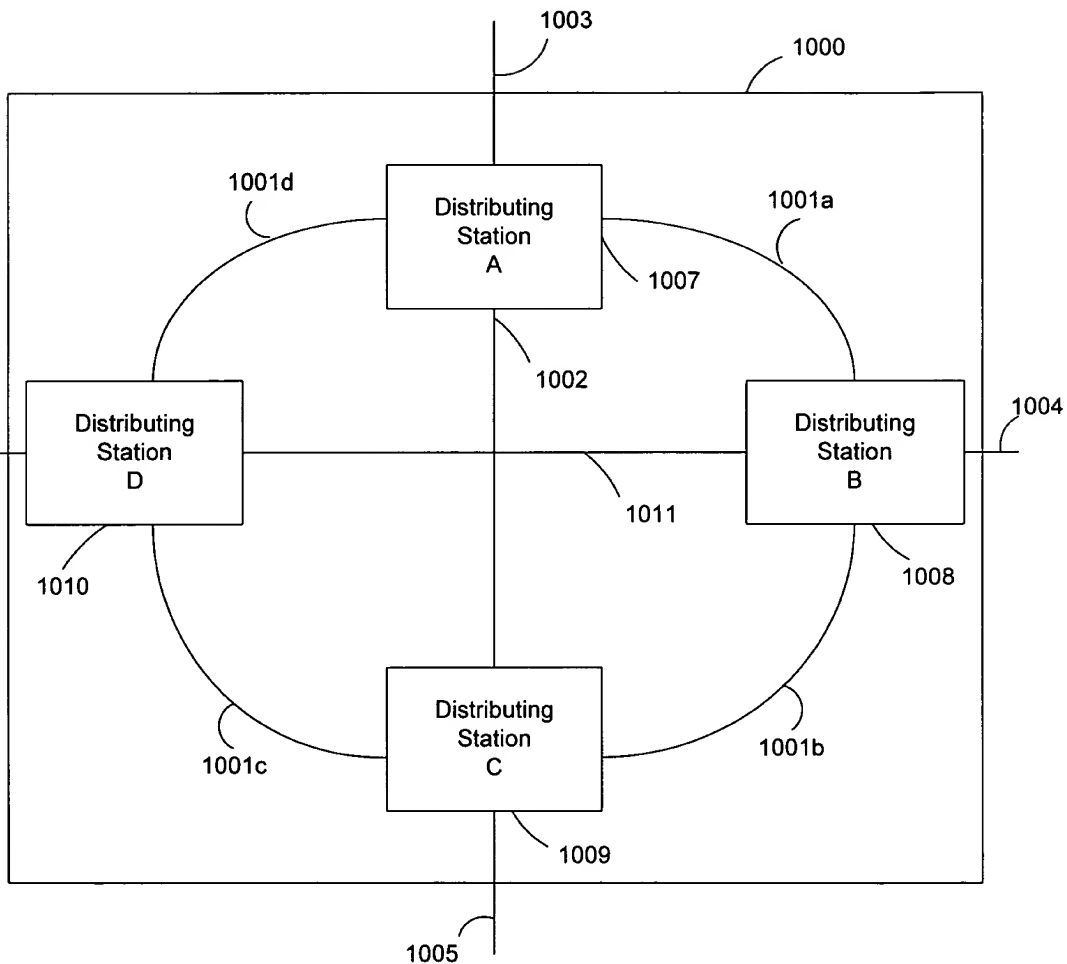 1003
1000
1001d
1001a
Distributing
Station
A
1007
1002
1004
Distributing
Station
D
Distributing
Station
B
1011
1010
1008
Distributing
Station
C
1001c
1001b
1009
1005